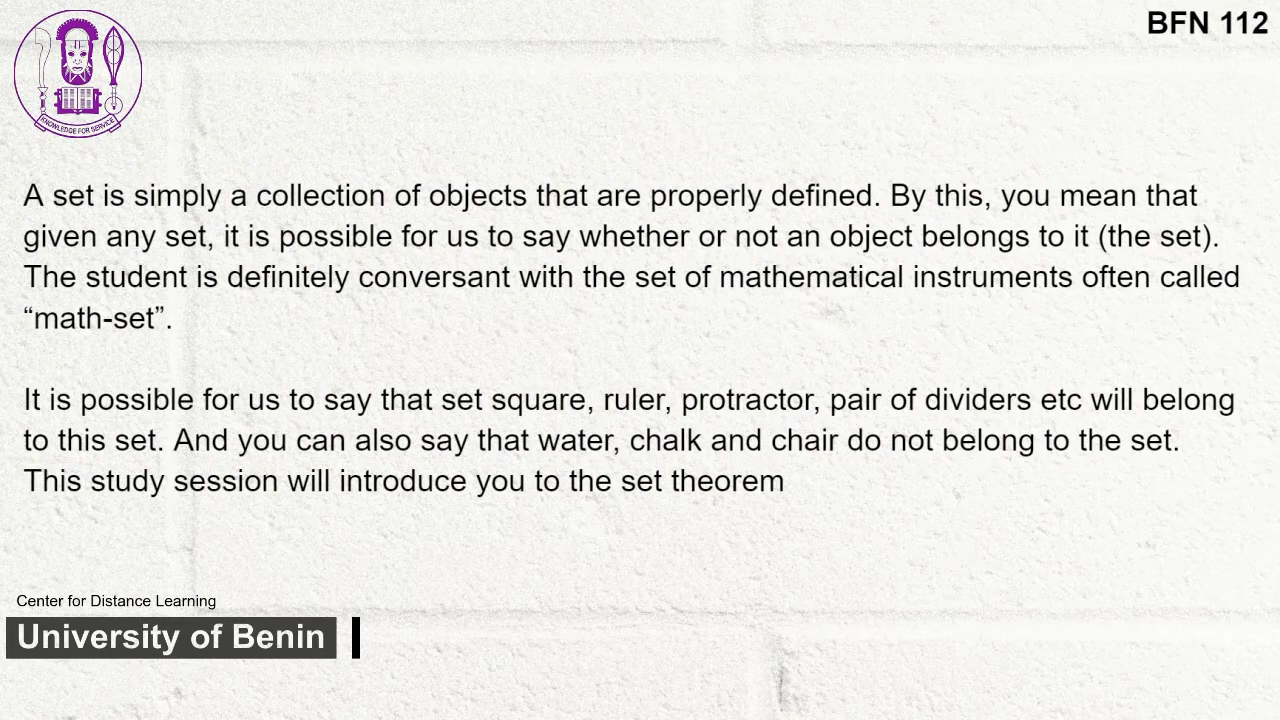 BFN 112
KNOWLEDGE FOR SERVICE
A set is simply a collection of objects that are properly defined. By this, you mean that
given any set, it is possible for us to say whether or not an object belongs to it (the set).
The student is definitely conversant with the set of mathematical instruments often called
“math-set”.
It is possible for us to say that set square, ruler, protractor, pair of dividers etc will belong
to this set. And you can also say that water, chalk and chair do not belong to the set.
This study session will introduce you to the set theorem
Center for Distance Learning
University of Benin